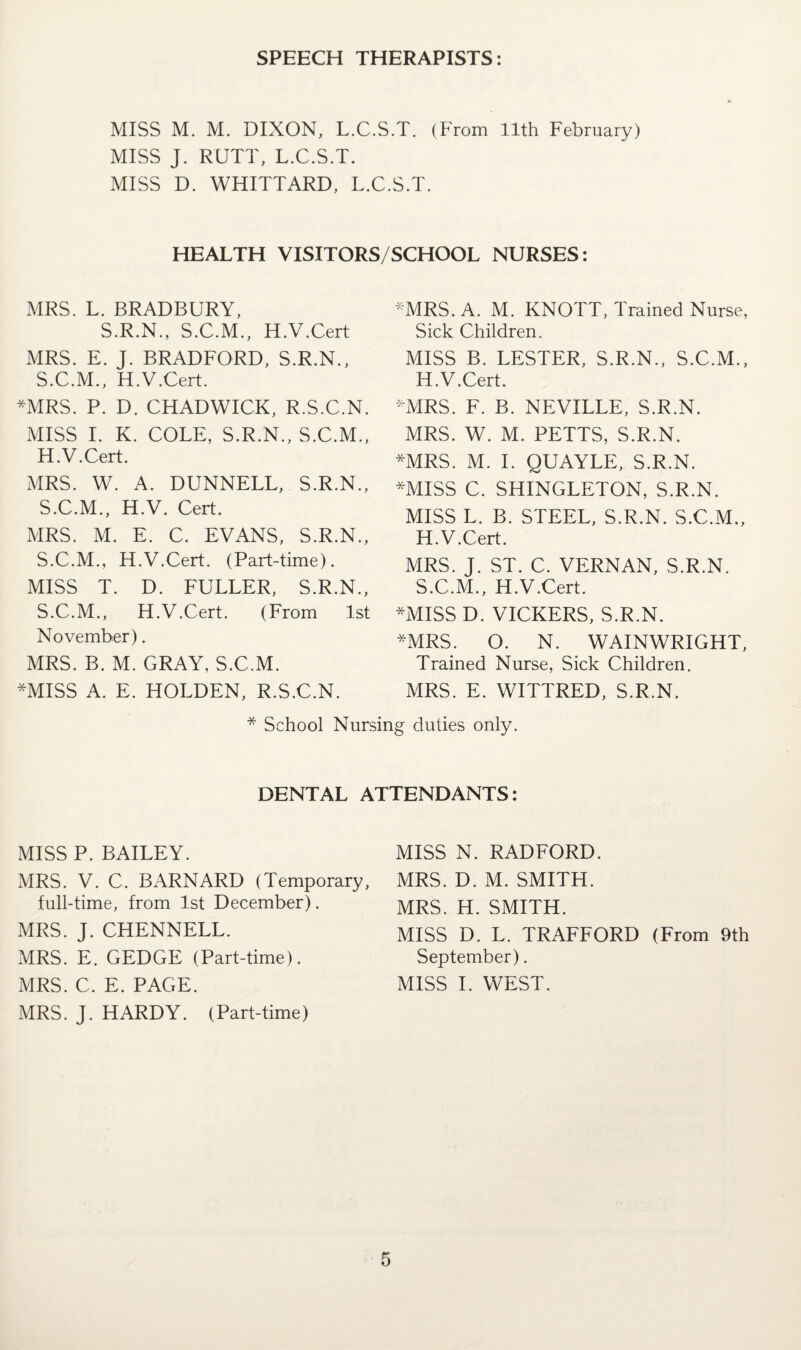 SPEECH THERAPISTS:
MISS M. M. DIXON, L.C.S.T. (From 11th February)
MISS J. RUTT, L.C.S.T.
MISS D. WHITTARD, L.C.S.T.
HEALTH VISITORS/SCHOOL NURSES:
MRS. L. BRADBURY,
S.R.N., S.C.M., H.V.Cert
MRS. E. J. BRADFORD, S.R.N.,
S.C.M., H.V.Cert.
*MRS. P. D. CHADWICK, R.S.C.N.
MISS I. K. COLE, S.R.N., S.C.M.,
H.V.Cert.
MRS. W. A. DUNNELL, S.R.N.,
S.C.M., H.V. Cert.
MRS. M. E. C. EVANS, S.R.N.,
S.C.M., H.V.Cert. (Part-time).
MISS T. D. FULLER, S.R.N.,
S.C.M., H.V.Cert. (From 1st
November).
MRS. B. M. GRAY, S.C.M.
*MISS A. E. HOLDEN, R.S.C.N.
*MRS. A. M. KNOTT, Trained Nurse,
Sick Children.
MISS B. LESTER, S.R.N., S.C.M.,
H.V.Cert.
*MRS. F. B. NEVILLE, S.R.N.
MRS. W. M. PETTS, S.R.N.
*MRS. M. I. QUAYLE, S.R.N.
*MISS C. SHINGLETON, S.R.N.
MISS L. B. STEEL, S.R.N. S.C.M.,
H.V.Cert.
MRS. J. ST. C. VERNAN, S.R.N.
S.C.M., H.V.Cert.
*MISS D. VICKERS, S.R.N.
*MRS. O. N. WAINWRIGHT,
Trained Nurse, Sick Children.
MRS. E. WITTRED, S.R.N.
* School Nursing duties only.
DENTAL ATTENDANTS:
MISS P. BAILEY.
MRS. V. C. BARNARD (Temporary,
full-time, from 1st December).
MRS. J. CHENNELL.
MRS. E. GEDGE (Part-time).
MRS. C. E. PAGE.
MRS. J. HARDY. (Part-time)
MISS N. RADFORD.
MRS. D. M. SMITH.
MRS. H. SMITH.
MISS D. L. TRAFFORD (From 9th
September).
MISS I. WEST.
5